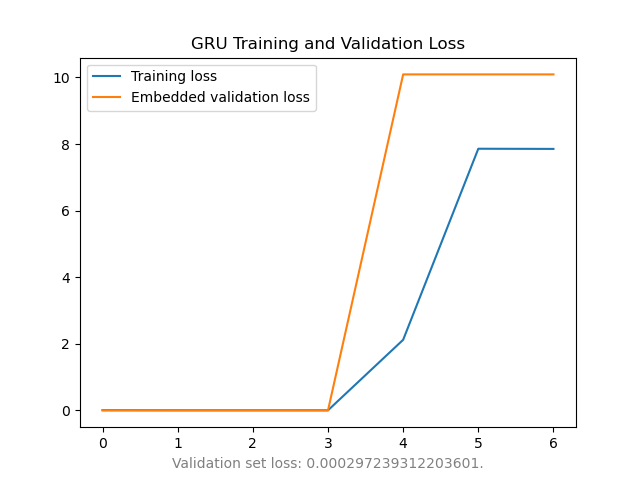 GRU Training and Validation Loss
Training loss
Embedded validation loss
10
8
6
4
2
0
0 1 2 3 4 5 6
Validation set loss: 0.000297239312203601.